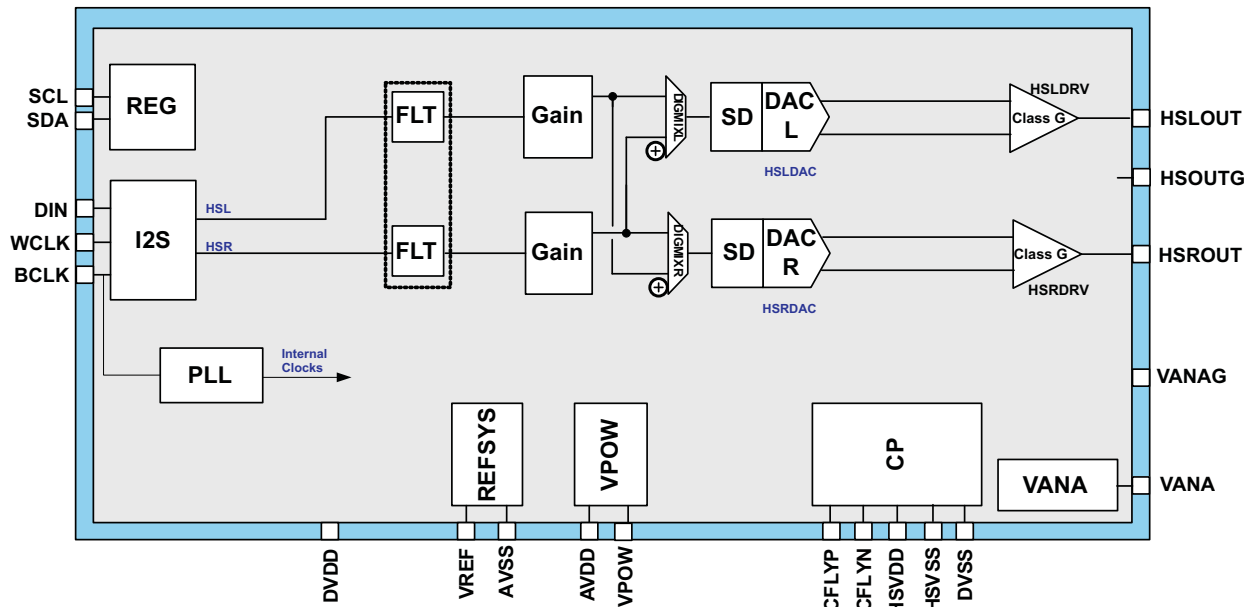 SCL
SDA
REG
DIN
WCLK
BCLK
I2S
HSL
HSR
FLT
FLT
Gain
Gain
DIGMIXL
DIGMIXR
SD
DAC
L
HSLDAC
SD
DAC
R
HSRDAC
HSLDRV
Class G
Class G
HSRDRV
HSLOUT
HSOUTG
HSROUT
VANAG
VANA
PLL
Internal
Clocks
REFSYS
VPOW
CP
VANA
DVDD
VREF
AVSS
AVDD
VPOW
CFLYP
CFLYN
HSVDD
HSVSS
DVSS